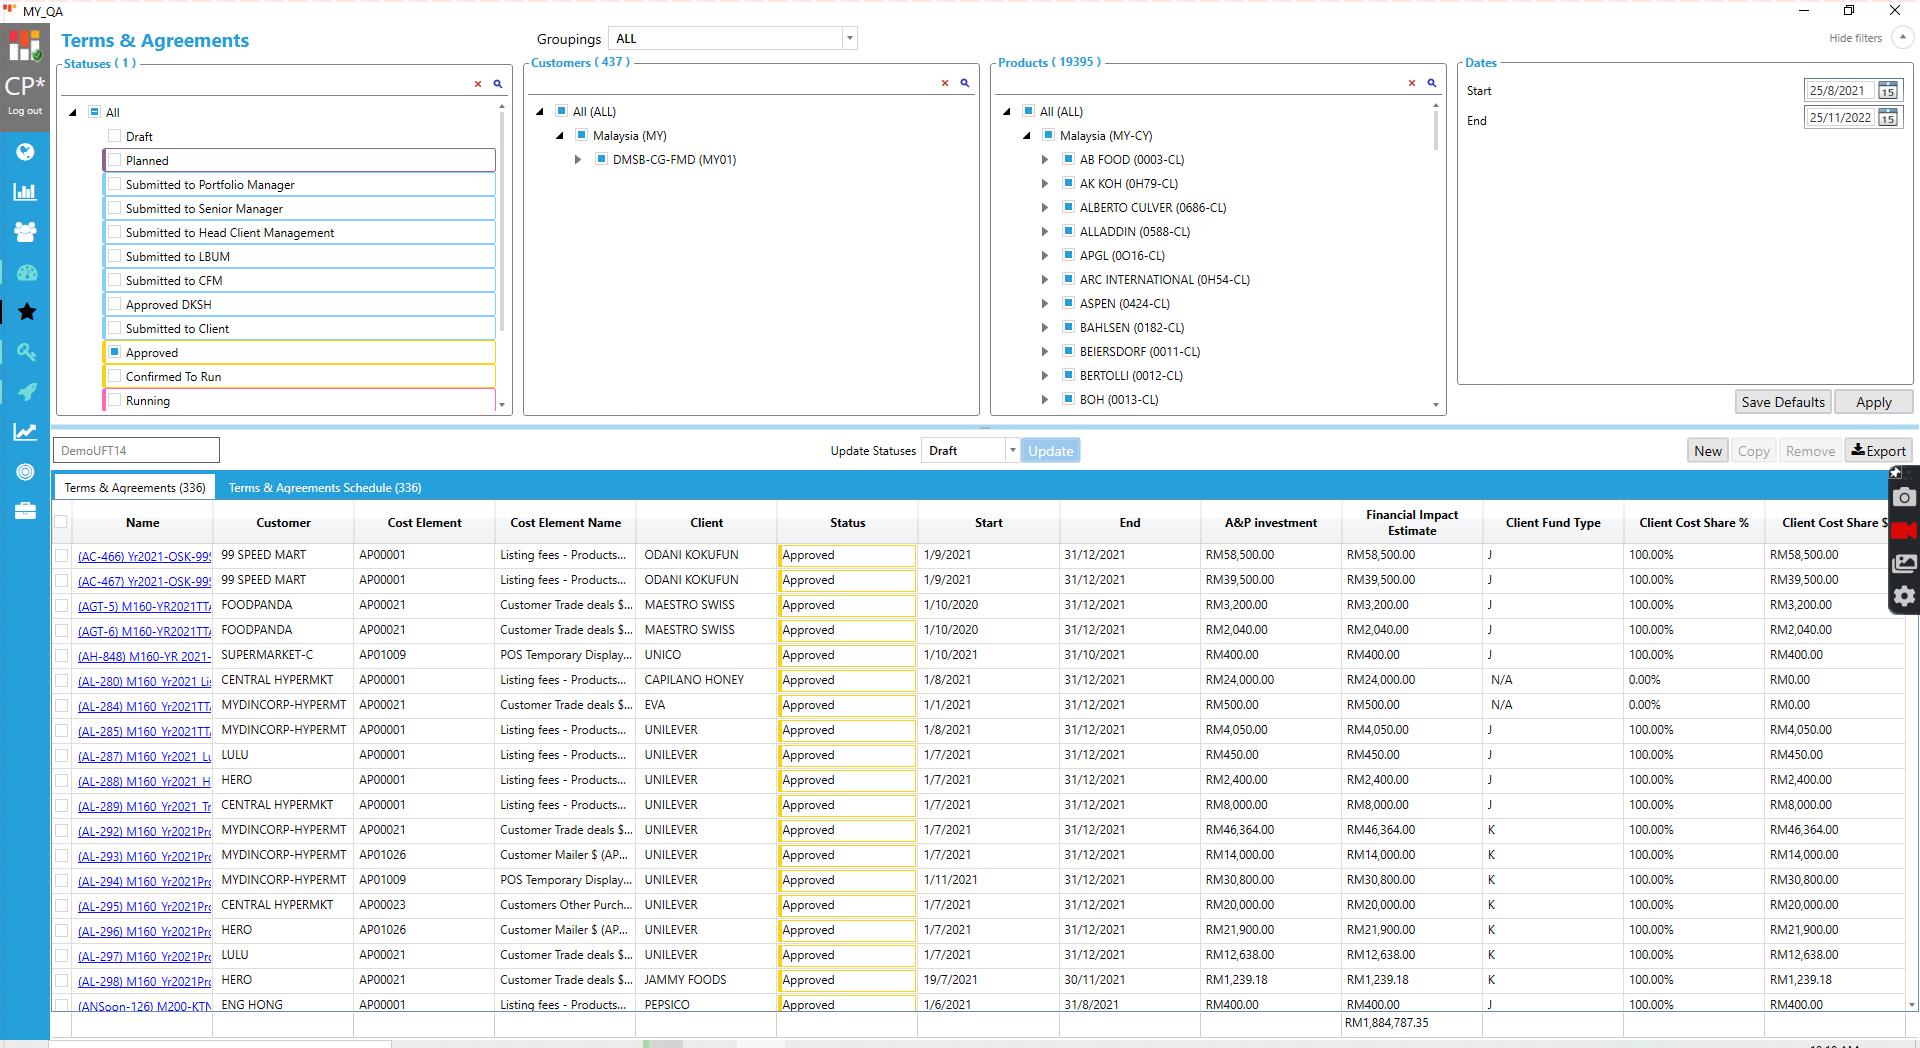 MY_QA
CP*
Log out
Terms & Agreements
Groupings ALL
Hide filters
Statuses ( 1 )
All
Draft
Planned
Submitted to Portfolio Manager
Submitted to Senior Manager
Submitted to Head Client Management
Submitted to LBUM
Submitted to CFM
Approved DKSH
Submitted to Client
Approved
Confirmed To Run
Running
Customers ( 437 )
All (ALL)
Malaysia (MY)
DMSB-CG-FMD (MY01)
Products ( 19395 )
All (ALL)
Malaysia (MY-CY)
AB FOOD (0003-CL)
AK KOH (0H79-CL)
ALBERTO CULVER (0686-CL)
ALLADDIN (0588-CL)
APGL (0O16-CL)
ARC INTERNATIONAL (0H54-CL)
ASPEN (0424-CL)
BAHLSEN (0182-CL)
BEIERSDORF (0011-CL)
BERTOLLI (0012-CL)
BOH (0013-CL)
Dates
Start 25/8/2021 15
End 25/11/2022 15
Save Defaults Apply
DemoUFT14 Update Statuses Draft Update New Copy Remove Export
Terms & Agreements (336) Terms & Agreements Schedule (336)
Name Customer Cost Element Cost Element Name Client Status Start End A&P investment Financial Impact Estimate Client Fund Type Client Cost Share % Client Cost Share $
(AC-466) Yr2021-OSK-99S 99 SPEED MART AP00001 Listing fees - Products... ODANI KOKUFUN Approved 1/9/2021 31/12/2021 RM58,500.00 RM58,500.00 J 100.00% RM58,500.00
(AC-467) Yr2021-OSK-99S 99 SPEED MART AP00001 Listing fees - Products... ODANI KOKUFUN Approved 1/9/2021 31/12/2021 RM39,500.00 RM39,500.00 J 100.00% RM39,500.00
(AGT-5) M160-YR2021TTA FOODPANDA AP00021 Customer Trade deals $... MAESTRO SWISS Approved 1/10/2020 31/12/2021 RM3,200.00 RM3,200.00 J 100.00% RM3,200.00
(AGT-6) M160-YR2021TTA FOODPANDA AP00021 Customer Trade deals $... MAESTRO SWISS Approved 1/10/2020 31/12/2021 RM2,040.00 RM2,040.00 J 100.00% RM2,040.00
(AH-848) M160-YR 2021- SUPERMARKET-C AP01009 POS Temporary Display... UNICO Approved 1/10/2021 31/10/2021 RM400.00 RM400.00 J 100.00% RM400.00
(AL-280) M160 Yr2021 Li CENTRAL HYPERMKT AP00001 Listing fees - Products... CAPILANO HONEY Approved 1/8/2021 31/12/2021 RM24,000.00 RM24,000.00 N/A 0.00% RM0.00
(AL-284) M160 Yr2021TTA MYDINCORP-HYPERMT AP00021 Customer Trade deals $... EVA Approved 1/1/2021 31/12/2021 RM500.00 RM500.00 N/A 0.00% RM0.00
(AL-285) M160 Yr2021TTA MYDINCORP-HYPERMT AP00001 Listing fees - Products... UNILEVER Approved 1/8/2021 31/12/2021 RM4,050.00 RM4,050.00 J 100.00% RM4,050.00
(AL-287) M160 Yr2021 Lu LULU AP00001 Listing fees - Products... UNILEVER Approved 1/7/2021 31/12/2021 RM450.00 RM450.00 J 100.00% RM450.00
(AL-288) M160 Yr2021 H HERO AP00001 Listing fees - Products... UNILEVER Approved 1/7/2021 31/12/2021 RM2,400.00 RM2,400.00 J 100.00% RM2,400.00
(AL-289) M160 Yr2021 Tr CENTRAL HYPERMKT AP00001 Listing fees - Products... UNILEVER Approved 1/7/2021 31/12/2021 RM8,000.00 RM8,000.00 J 100.00% RM8,000.00
(AL-292) M160 Yr2021Pro MYDINCORP-HYPERMT AP00021 Customer Trade deals $... UNILEVER Approved 1/7/2021 31/12/2021 RM46,364.00 RM46,364.00 K 100.00% RM46,364.00
(AL-293) M160 Yr2021Pro MYDINCORP-HYPERMT AP01026 Customer Mailer $ (AP... UNILEVER Approved 1/7/2021 31/12/2021 RM14,000.00 RM14,000.00 K 100.00% RM14,000.00
(AL-294) M160 Yr2021Pro MYDINCORP-HYPERMT AP01009 POS Temporary Display... UNILEVER Approved 1/11/2021 31/12/2021 RM30,800.00 RM30,800.00 K 100.00% RM30,800.00
(AL-295) M160 Yr2021Pro CENTRAL HYPERMKT AP00023 Customers Other Purch... UNILEVER Approved 1/7/2021 31/12/2021 RM20,000.00 RM20,000.00 K 100.00% RM20,000.00
(AL-296) M160 Yr2021Pro HERO AP01026 Customer Mailer $ (AP... UNILEVER Approved 1/7/2021 31/12/2021 RM21,900.00 RM21,900.00 K 100.00% RM21,900.00
(AL-297) M160 Yr2021Pro LULU AP00021 Customer Trade deals $... UNILEVER Approved 1/7/2021 31/12/2021 RM12,638.00 RM12,638.00 K 100.00% RM12,638.00
(AL-298) M160 Yr2021Pro HERO AP00021 Customer Trade deals $... JAMMY FOODS Approved 19/7/2021 30/11/2021 RM1,239.18 RM1,239.18 K 100.00% RM1,239.18
(ANSoon-126) M200-KTN ENG HONG AP00001 Listing fees - Products... PEPSICO Approved 1/6/2021 31/8/2021 RM400.00 RM400.00 J 100.00% RM400.00
RM1,884,787.35